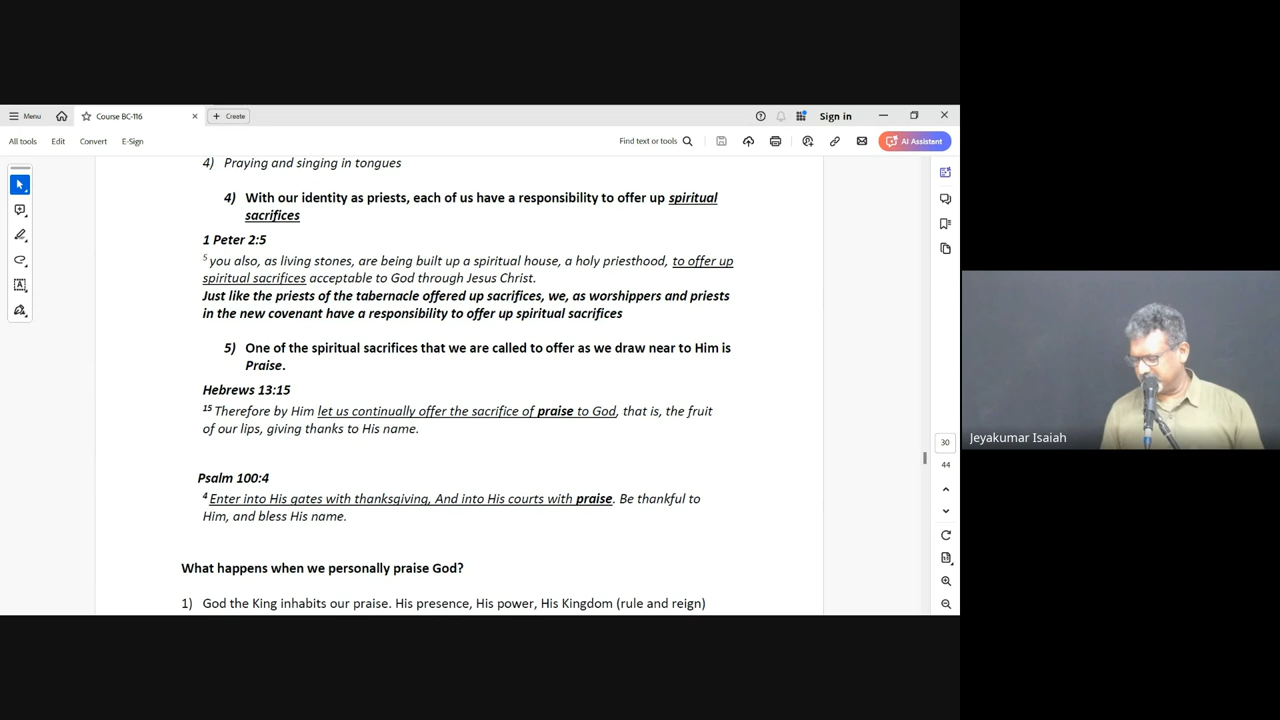 Menu
Course BC-116
Create
Sign in
All tools
Edit
Convert
E-Sign
Find text or tools
AI Assistant
4) Praying and singing in tongues
4) With our identity as priests, each of us have a responsibility to offer up spiritual
sacrifices
1 Peter 2:5
5 you also, as living stones, are being built up a spiritual house, a holy priesthood, to offer up
spiritual sacrifices acceptable to God through Jesus Christ.
Just like the priests of the tabernacle offered up sacrifices, we, as worshippers and priests
in the new covenant have a responsibility to offer up spiritual sacrifices
5) One of the spiritual sacrifices that we are called to offer as we draw near to Him is
Praise.
Hebrews 13:15
15 Therefore by Him let us continually offer the sacrifice of praise to God, that is, the fruit
of our lips, giving thanks to His name.
Psalm 100:4
4 Enter into His gates with thanksgiving, And into His courts with praise. Be thankful to
Him, and bless His name.
What happens when we personally praise God?
1) God the King inhabits our praise. His presence, His power, His Kingdom (rule and reign)
30
44
Jeyakumar Isaiah